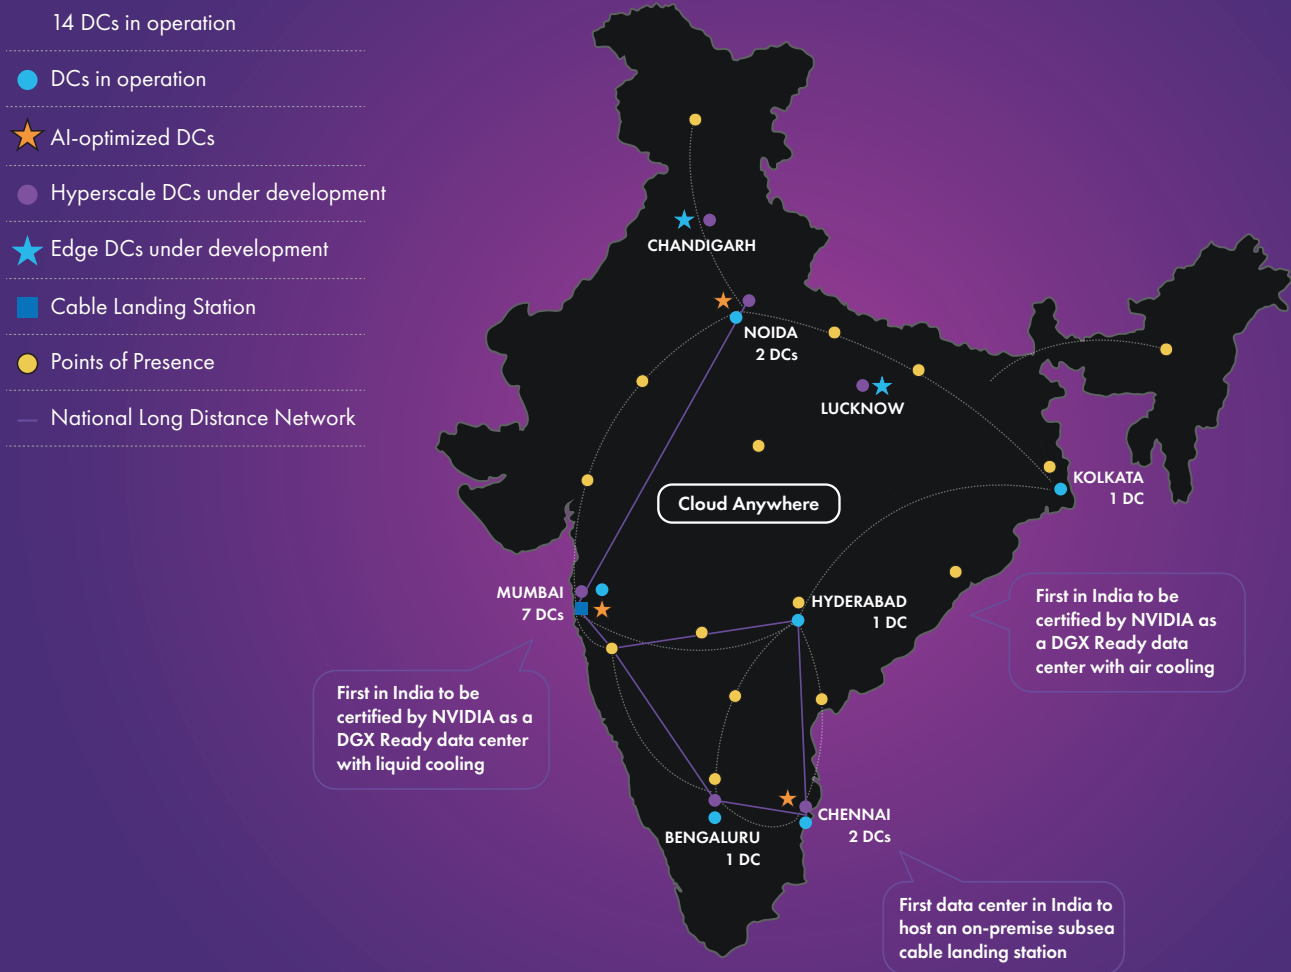 14 DCs in operation
DCs in operation
AI-optimized DCs
Hyperscale DCs under development
Edge DCs under development
Cable Landing Station
Points of Presence
National Long Distance Network
CHANDIGARH
NOIDA
2 DCs
LUCKNOW
KOLKATA
1 DC
Cloud Anywhere
MUMBAI
7 DCs
HYDERABAD
1 DC
First in India to be
certified by NVIDIA as
a DGX Ready data
center with air cooling
First in India to be
certified by NVIDIA as a
DGX Ready data center
with liquid cooling
BENGALURU
1 DC
CHENNAI
2 DCs
First data center in India to
host an on-premise subsea
cable landing station